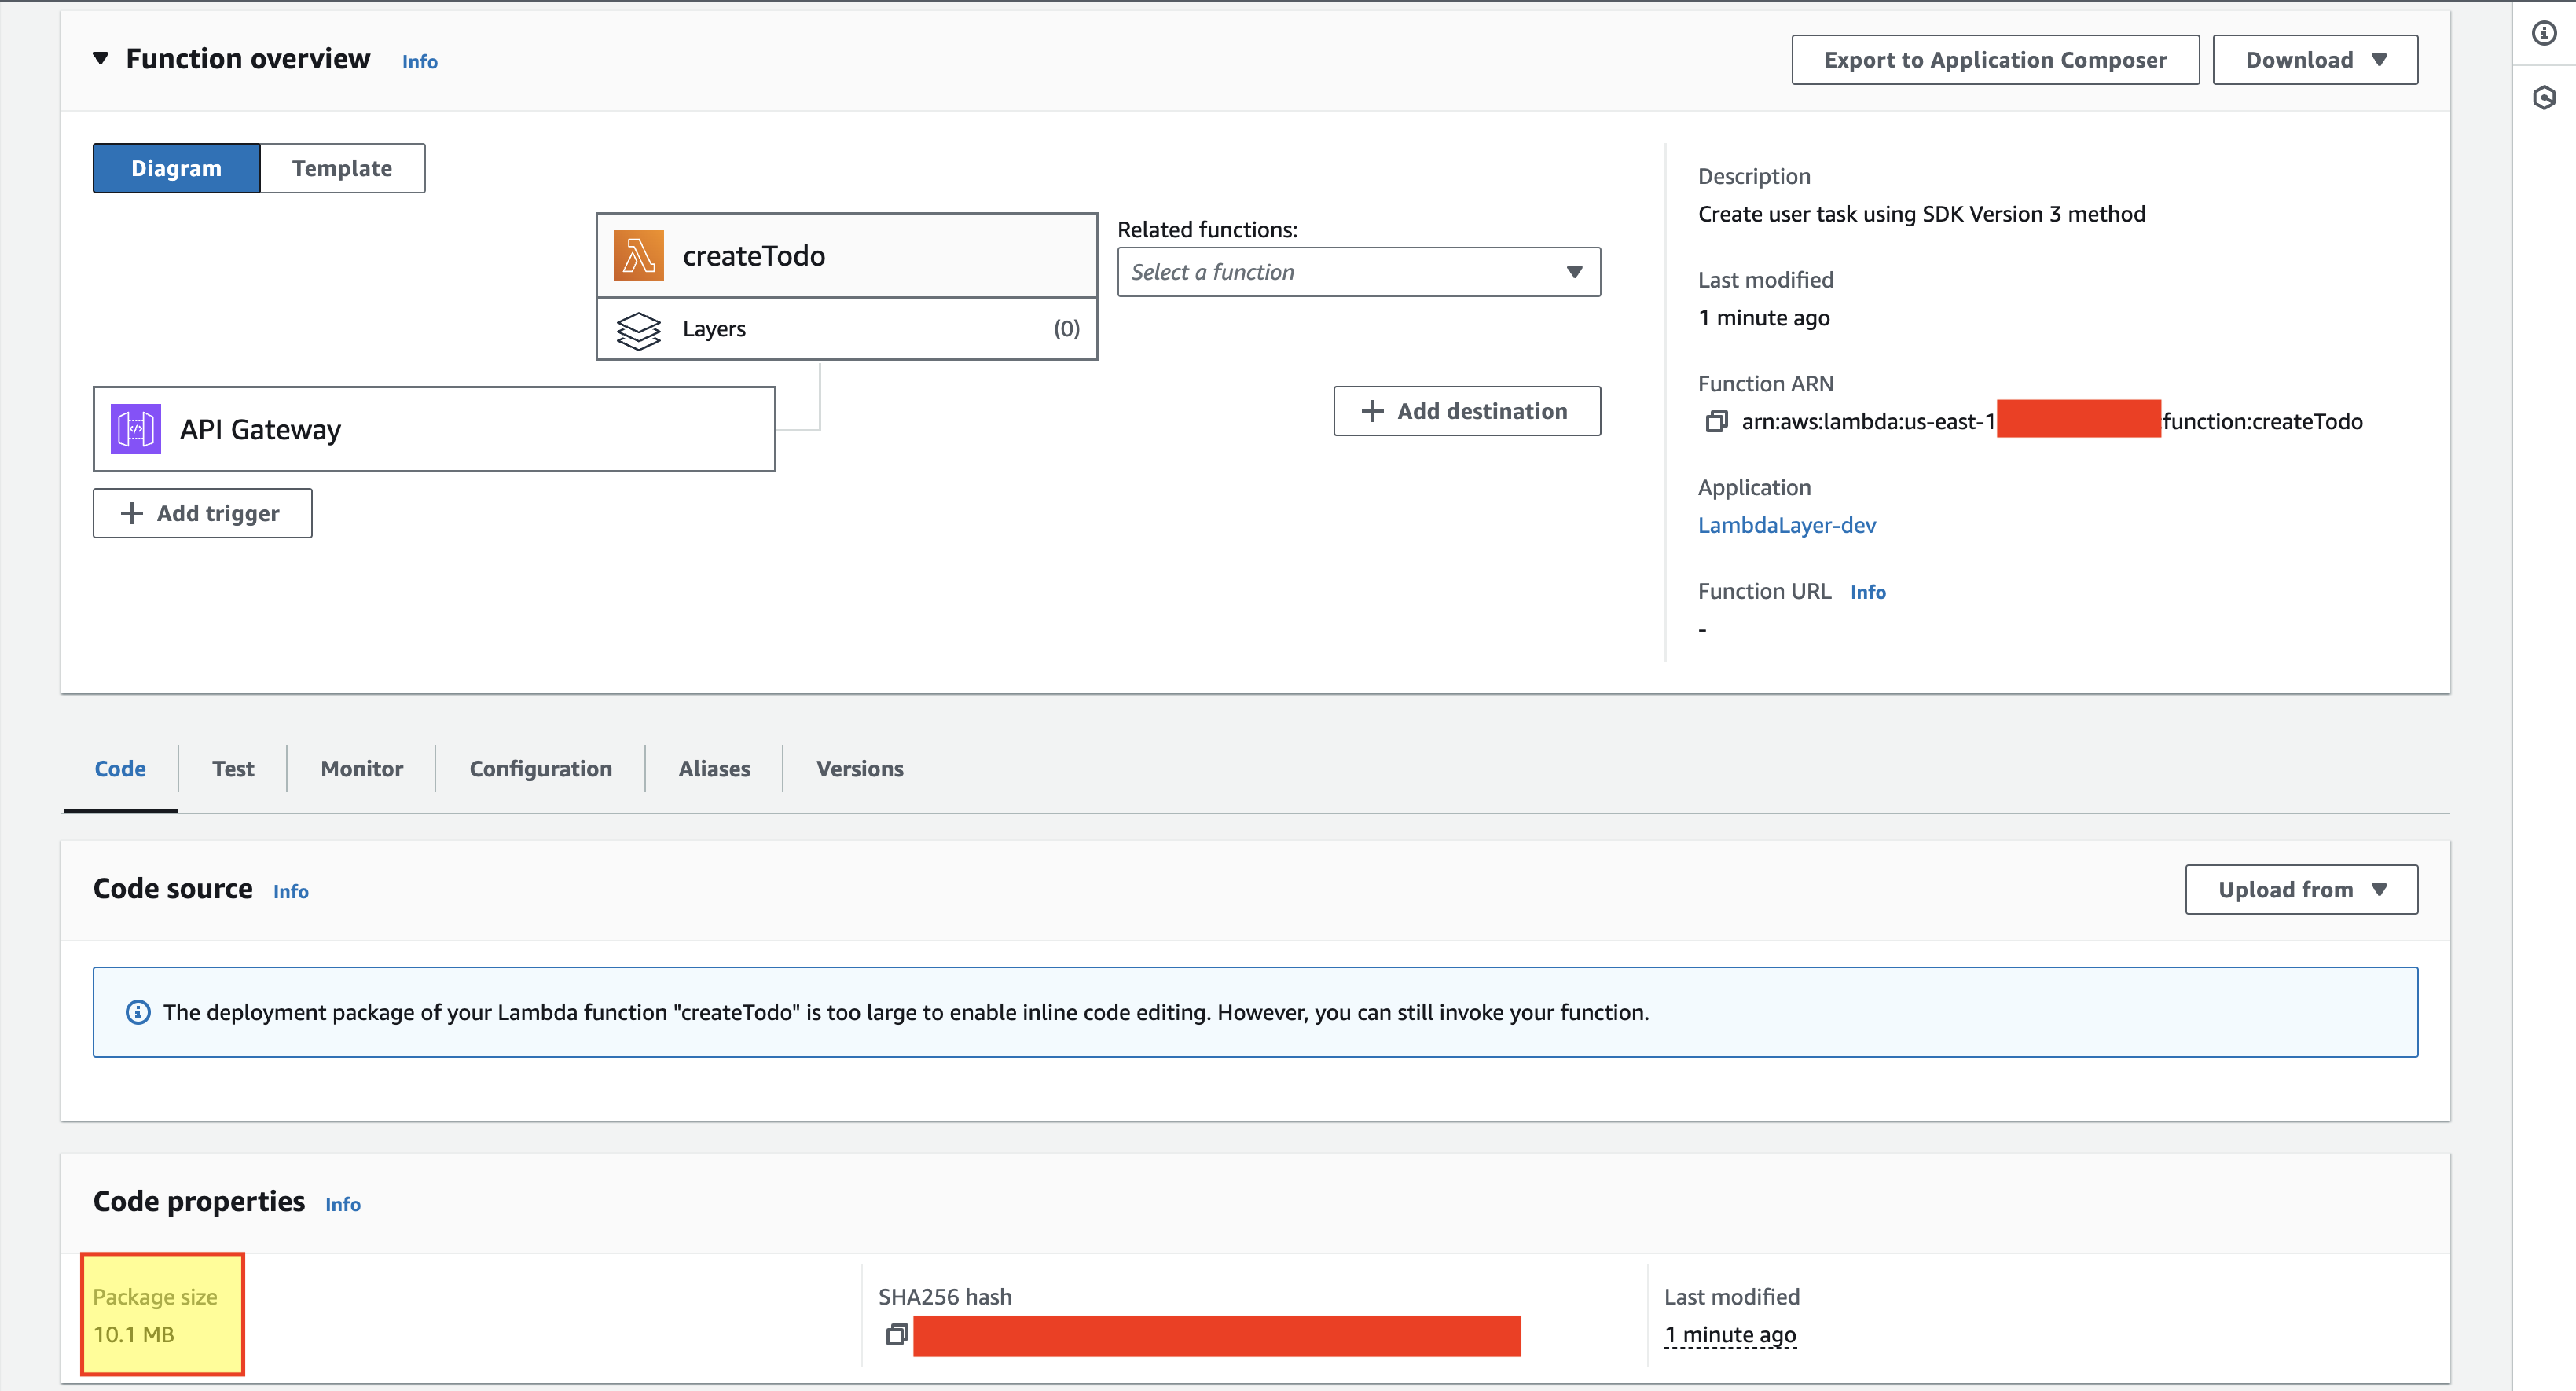 Function overview Info
Export to Application Composer
Download
Diagram
Template
createTodo
Layers (0)
Related functions:
Select a function
API Gateway
+ Add destination
+ Add trigger
Description
Create user task using SDK Version 3 method
Last modified
1 minute ago
Function ARN
arn:aws:lambda:us-east-1 function:createTodo
Application
LambdaLayer-dev
Function URL Info
-
Code Test Monitor Configuration Aliases Versions
Code source Info
Upload from
The deployment package of your Lambda function "createTodo" is too large to enable inline code editing. However, you can still invoke your function.
Code properties Info
Package size
10.1 MB
SHA256 hash
Last modified
1 minute ago